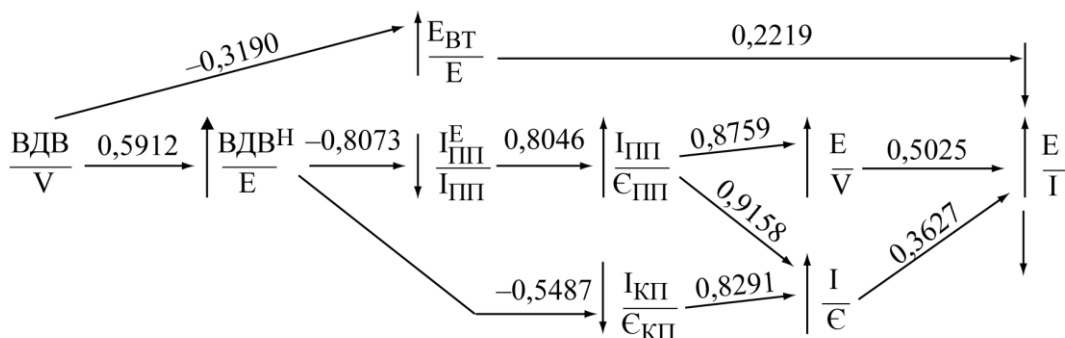 –0,3190
E_ВТ / E
0,2219
ВДВ / V
0,5912
ВДВ^Н / E
–0,8073
I^E_ПП / I_ПП
0,8046
I_ПП / Є_ПП
0,8759
E / V
0,5025
E / I
0,9158
0,3627
–0,5487
I_КП / Є_КП
0,8291
I / Є